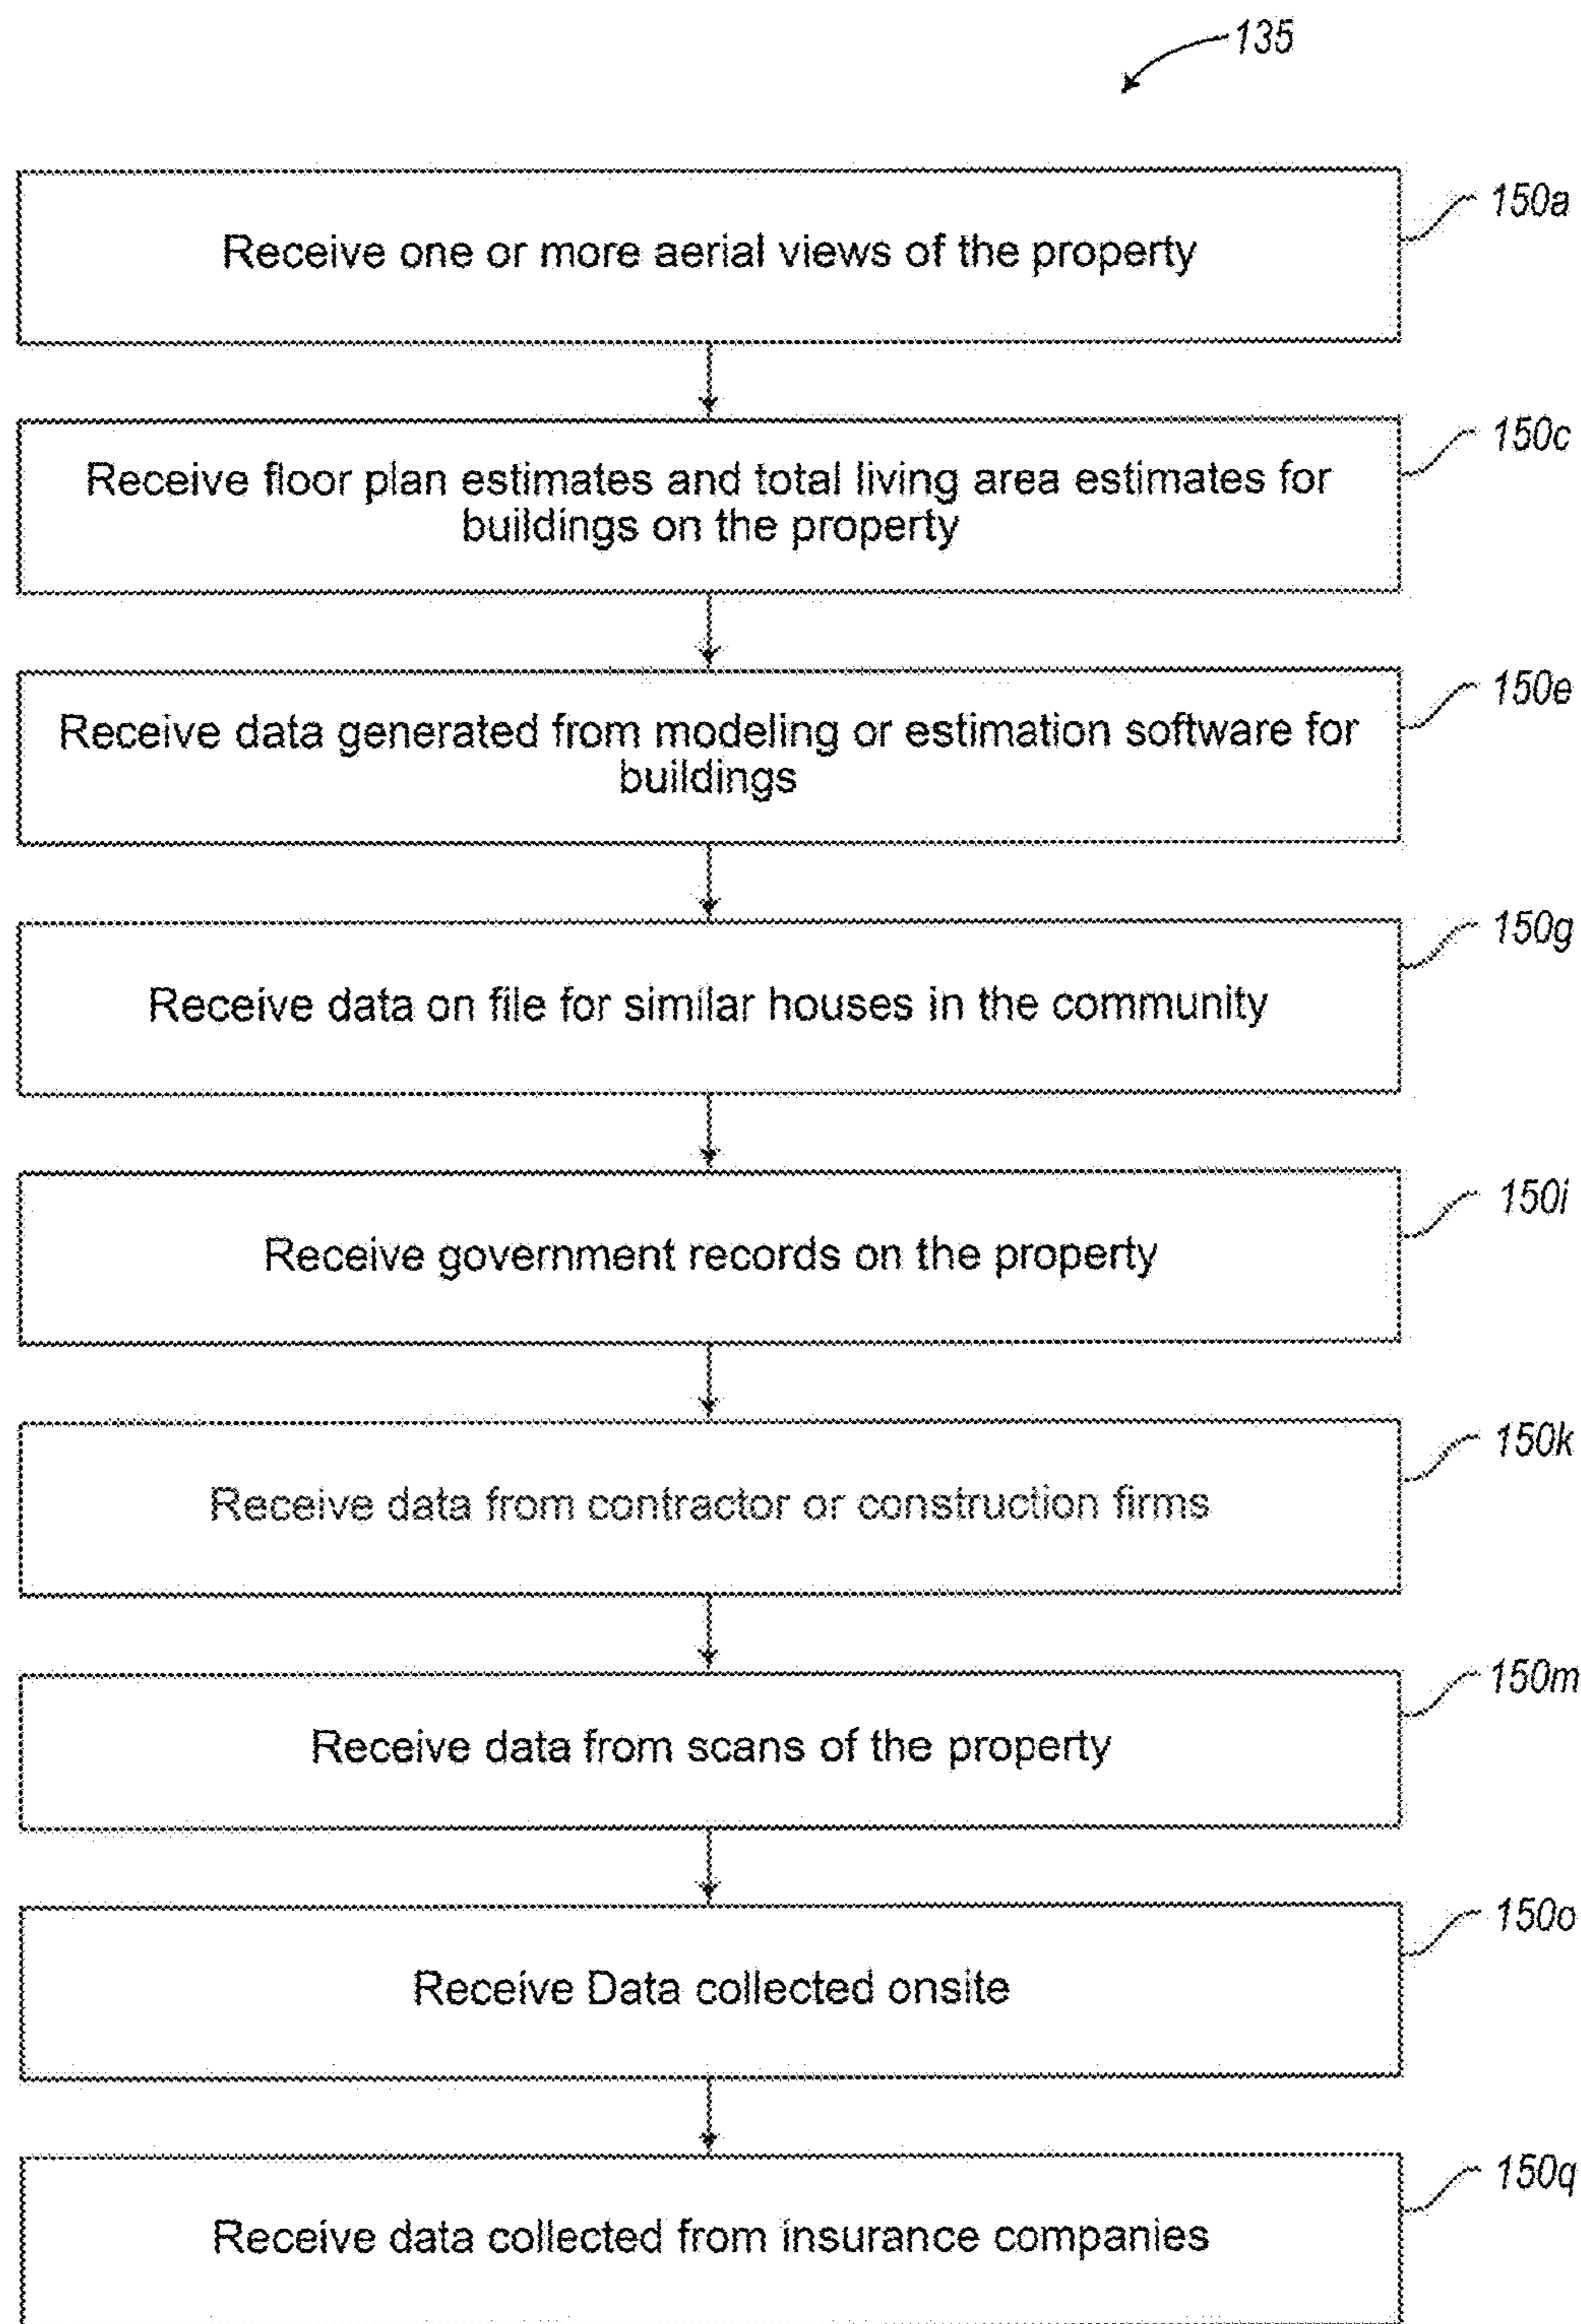 135
Receive one or more aerial views of the property
150a
Receive floor plan estimates and total living area estimates for
buildings on the property
150c
Receive data generated from modeling or estimation software for
buildings
150e
Receive data on file for similar houses in the community
150g
Receive government records on the property
150i
Receive data from contractor or construction firms
150k
Receive data from scans of the property
150m
Receive Data collected onsite
150o
Receive data collected from insurance companies
150q